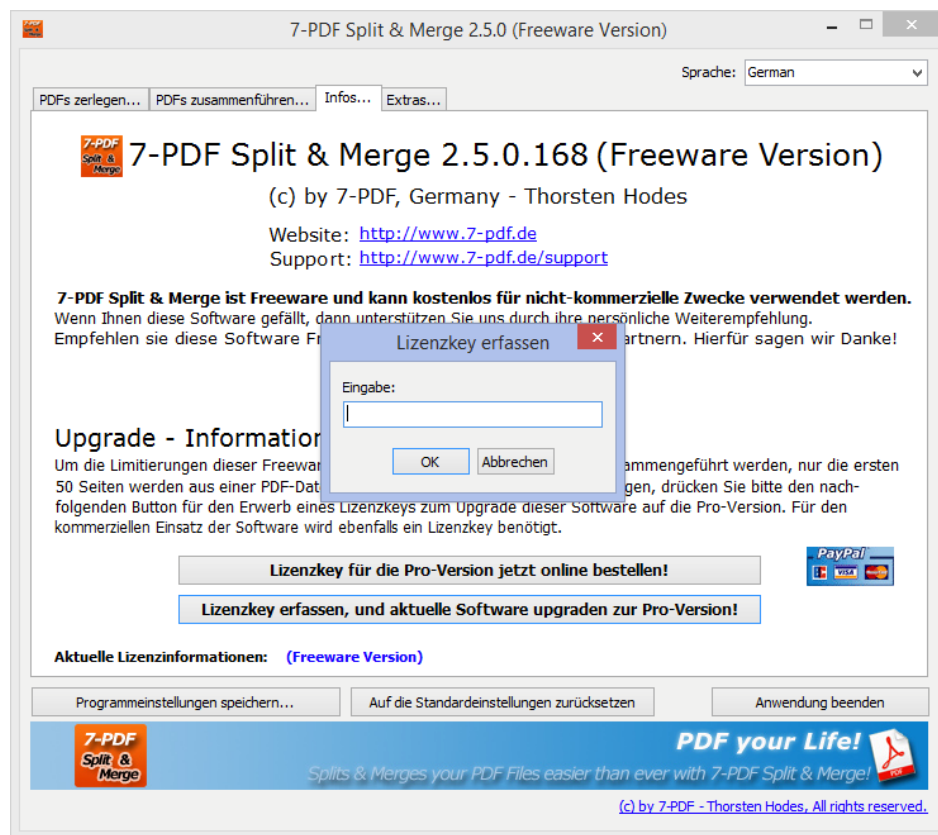 7-PDF Split & Merge 2.5.0 (Freeware Version)
Sprache: German
PDFs zerlegen... PDFs zusammenführen... Infos... Extras...
7-PDF Split & Merge
7-PDF Split & Merge 2.5.0.168 (Freeware Version)
(c) by 7-PDF, Germany - Thorsten Hodes
Website: http://www.7-pdf.de
Support: http://www.7-pdf.de/support
7-PDF Split & Merge ist Freeware und kann kostenlos für nicht-kommerzielle Zwecke verwendet werden.
Wenn Ihnen diese Software gefällt, dann unterstützen Sie uns durch ihre persönliche Weiterempfehlung.
Empfehlen sie diese Software artnern. Hierfür sagen wir Danke!
Lizenzkey erfassen
Eingabe:
OK Abbrechen
Upgrade - Information
Um die Limitierungen dieser Freewar ammengeführt werden, nur die ersten
50 Seiten werden aus einer PDF-Dat gen, drücken Sie bitte den nach-
folgenden Button für den Erwerb eines Lizenzkeys zum Upgrade dieser Software auf die Pro-Version. Für den
kommerziellen Einsatz der Software wird ebenfalls ein Lizenzkey benötigt.
Lizenzkey für die Pro-Version jetzt online bestellen!
PayPal
VISA
Lizenzkey erfassen, und aktuelle Software upgraden zur Pro-Version!
Aktuelle Lizenzinformationen: (Freeware Version)
Programmeinstellungen speichern... Auf die Standardeinstellungen zurücksetzen Anwendung beenden
7-PDF
Split &
Merge
PDF your Life!
Splits & Merges your PDF Files easier than ever with 7-PDF Split & Merge!
PDF
(c) by 7-PDF - Thorsten Hodes, All rights reserved.